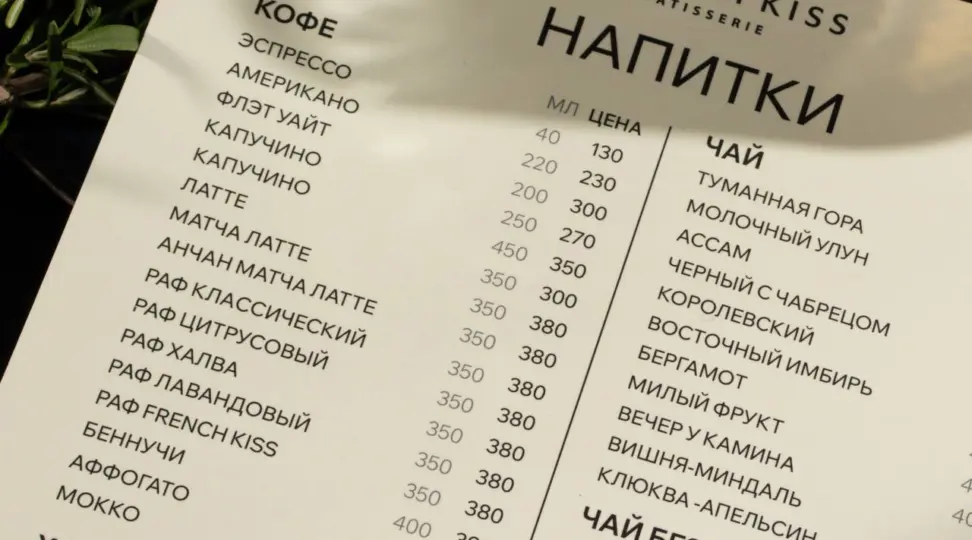 KISS
НАПИТКИ
КОФЕ
МЛ ЦЕНА
ЭСПРЕССО 40 130
АМЕРИКАНО 220 230
ФЛЭТ УАЙТ 200 300
КАПУЧИНО 250 270
КАПУЧИНО 450 350
ЛАТТЕ 350 300
МАТЧА ЛАТТЕ 350 380
АНЧАН МАТЧА ЛАТТЕ 350 380
РАФ КЛАССИЧЕСКИЙ 350 380
РАФ ЦИТРУСОВЫЙ 350 380
РАФ ХАЛВА 350 380
РАФ ЛАВАНДОВЫЙ 350 380
РАФ FRENCH KISS 350 380
БЕННУЧИ 400
АФФОГАТО
МОККО
ЧАЙ
ТУМАННАЯ ГОРА
МОЛОЧНЫЙ УЛУН
АССАМ
ЧЕРНЫЙ С ЧАБРЕЦОМ
КОРОЛЕВСКИЙ
ВОСТОЧНЫЙ ИМБИРЬ
БЕРГАМОТ
МИЛЫЙ ФРУКТ
ВЕЧЕР У КАМИНА
ВИШНЯ-МИНДАЛЬ
КЛЮКВА -АПЕЛЬСИН
ЧАЙ